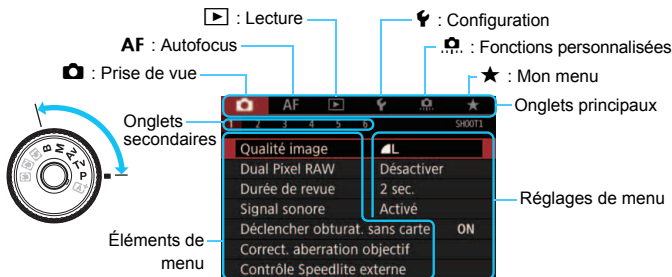 ▶ : Lecture
: Configuration
AF : Autofocus
: Fonctions personnalisées
: Prise de vue
★ : Mon menu
AF
★
Onglets principaux
Onglets secondaires
1 2 3 4 5 6 SHOOT1
Qualité image L
Dual Pixel RAW Désactiver
Durée de revue 2 sec.
Signal sonore Activé
Déclencher obturat. sans carte ON
Correct. aberration objectif
Contrôle Speedlite externe
Réglages de menu
Éléments de menu
B
M
Av
Tv
P
A+